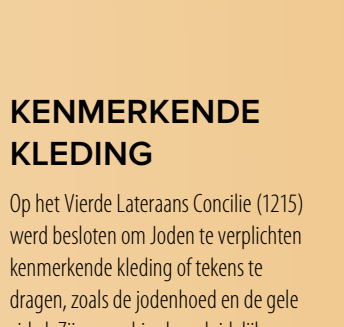 KENMERKENDE
KLEDING
Op het Vierde Lateraans Concilie (1215)
werd besloten om Joden te verplichten
kenmerkende kleding of tekens te
dragen, zoals de jodenhoed en de gele